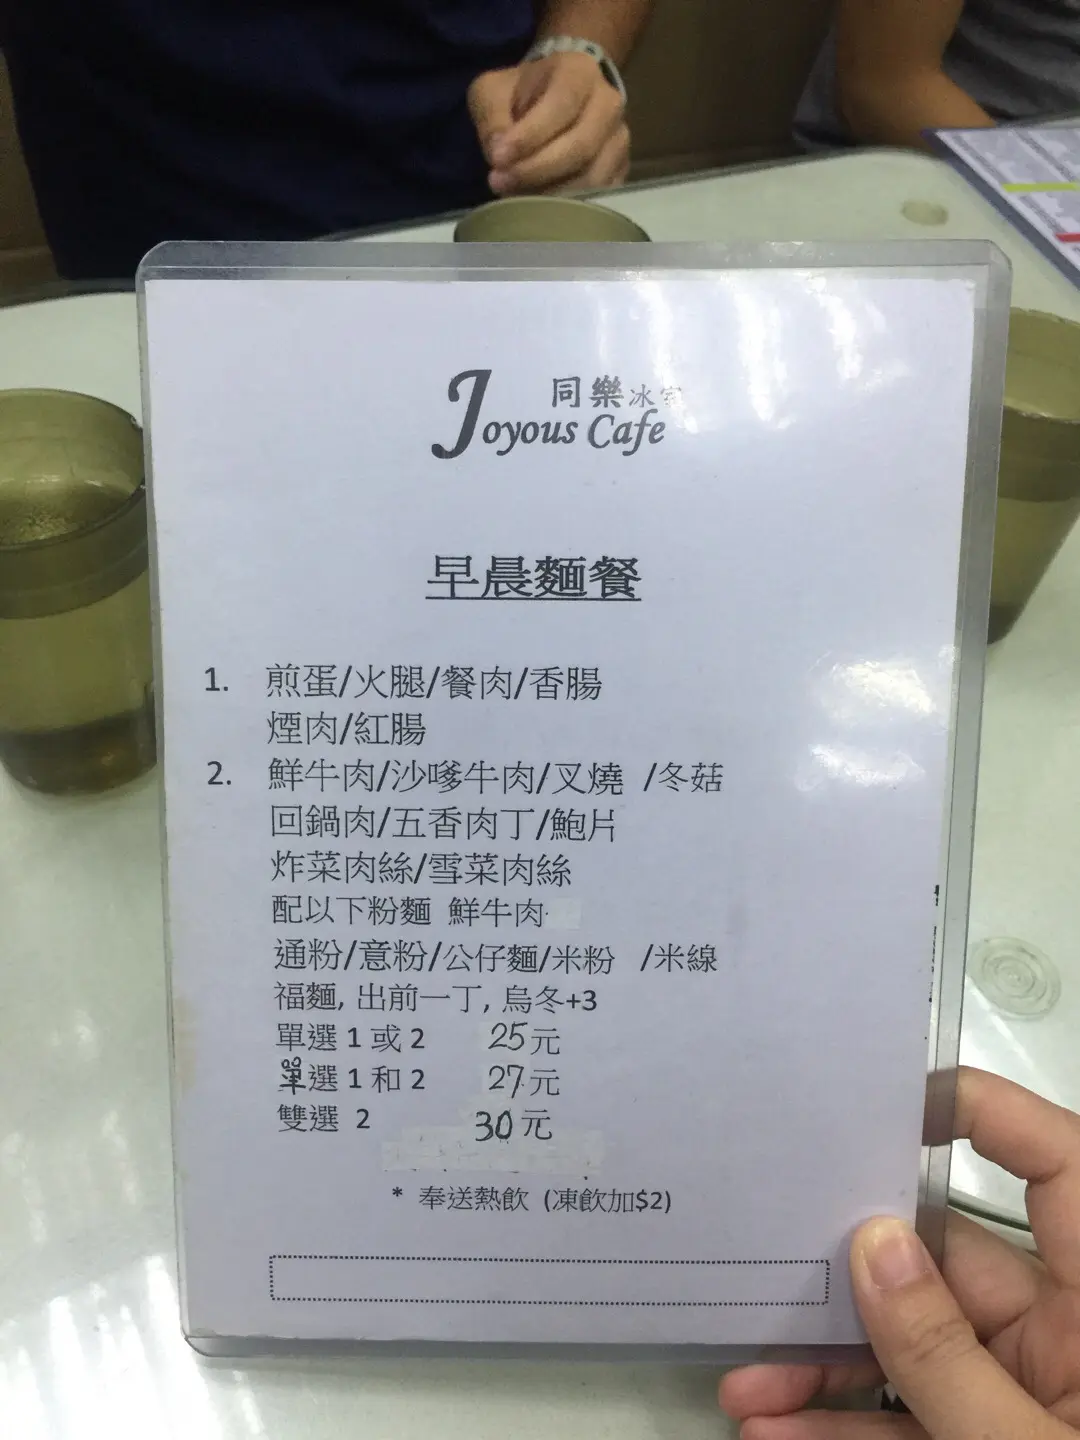 同樂冰室
Joyous Cafe
早晨麵餐
1. 煎蛋/火腿/餐肉/香腸
煙肉/紅腸
2. 鮮牛肉/沙嗲牛肉/叉燒 /冬菇
回鍋肉/五香肉丁/鮑片
炸菜肉絲/雪菜肉絲
配以下粉麵 鮮牛肉
通粉/意粉/公仔麵/米粉 /米線
福麵, 出前一丁, 烏冬+3
單選 1 或 2 25元
單選 1 和 2 27元
雙選 2 30元
* 奉送熱飲 (凍飲加$2)